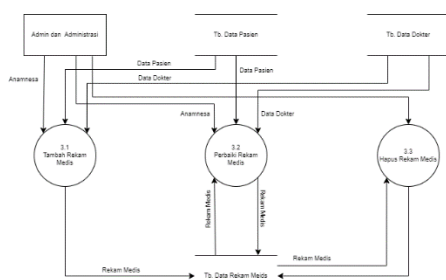 Admin dan Administrasi
Tb. Data Pasien
Tb. Data Dokter
Data Pasien
Data Dokter
Data Pasien
Anamnesa
Anamnesa
Data Dokter
3.1
Tambah Rekam
Medis
3.2
Perbaiki Rekam
Medis
3.3
Hapus Rekam Medis
Rekam Medis
Rekam Medis
Rekam Medis
Rekam Medis
Tb. Data Rekam Meids